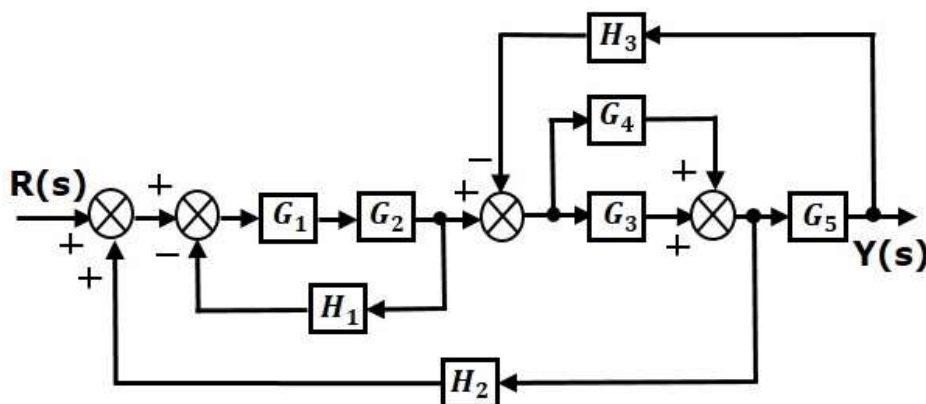 H₃
G₄
R(s) + + − +
+ G₁ G₂ G₃ + G₅
+ − Y(s)
H₁
H₂